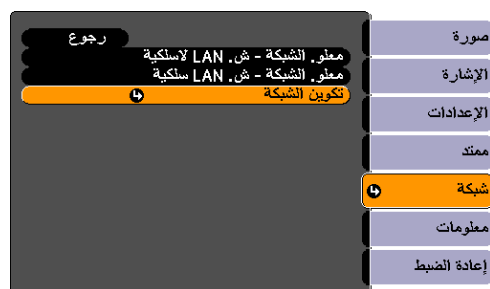 صورة
الإشارة
الإعدادات
ممتد
شبكة
معلومات
إعادة الضبط
رجوع
معلو. الشبكة - ش. LAN لاسلكية
معلو. الشبكة - ش. LAN سلكية
تكوين الشبكة